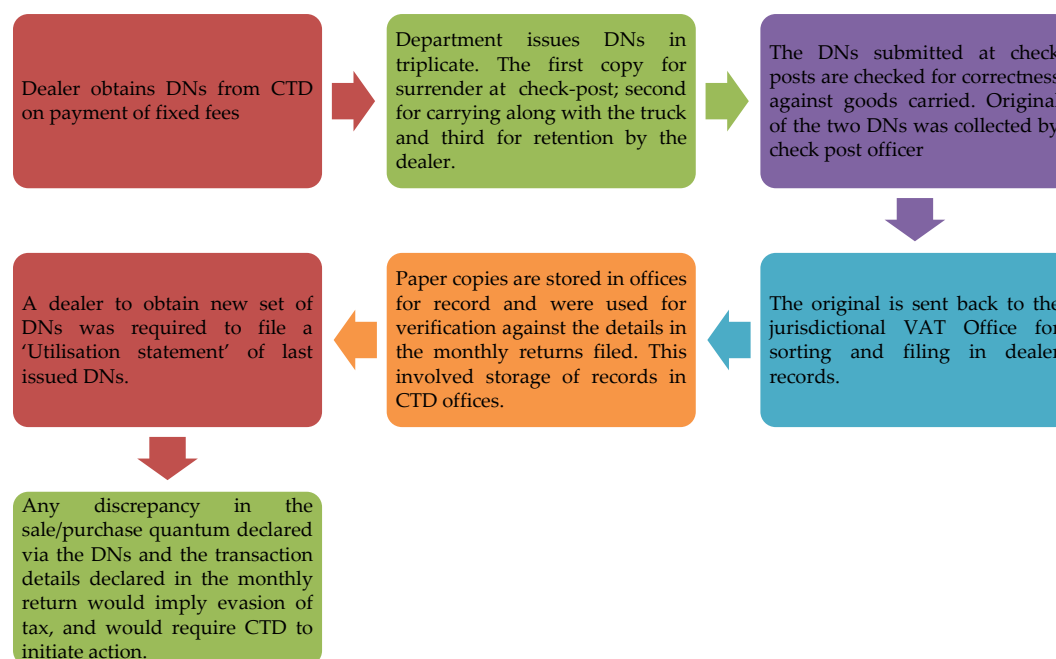 Dealer obtains DNs from CTD
on payment of fixed fees
Department issues DNs in
triplicate. The first copy for
surrender at check-post; second
for carrying along with the truck
and third for retention by the
dealer.
The DNs submitted at check
posts are checked for correctness
against goods carried. Original
of the two DNs was collected by
check post officer
The original is sent back to the
jurisdictional VAT Office for
sorting and filing in dealer
records.
Paper copies are stored in offices
for record and were used for
verification against the details in
the monthly returns filed. This
involved storage of records in
CTD offices.
A dealer to obtain new set of
DNs was required to file a
‘Utilisation statement’ of last
issued DNs.
Any discrepancy in the
sale/purchase quantum declared
via the DNs and the transaction
details declared in the monthly
return would imply evasion of
tax, and would require CTD to
initiate action.